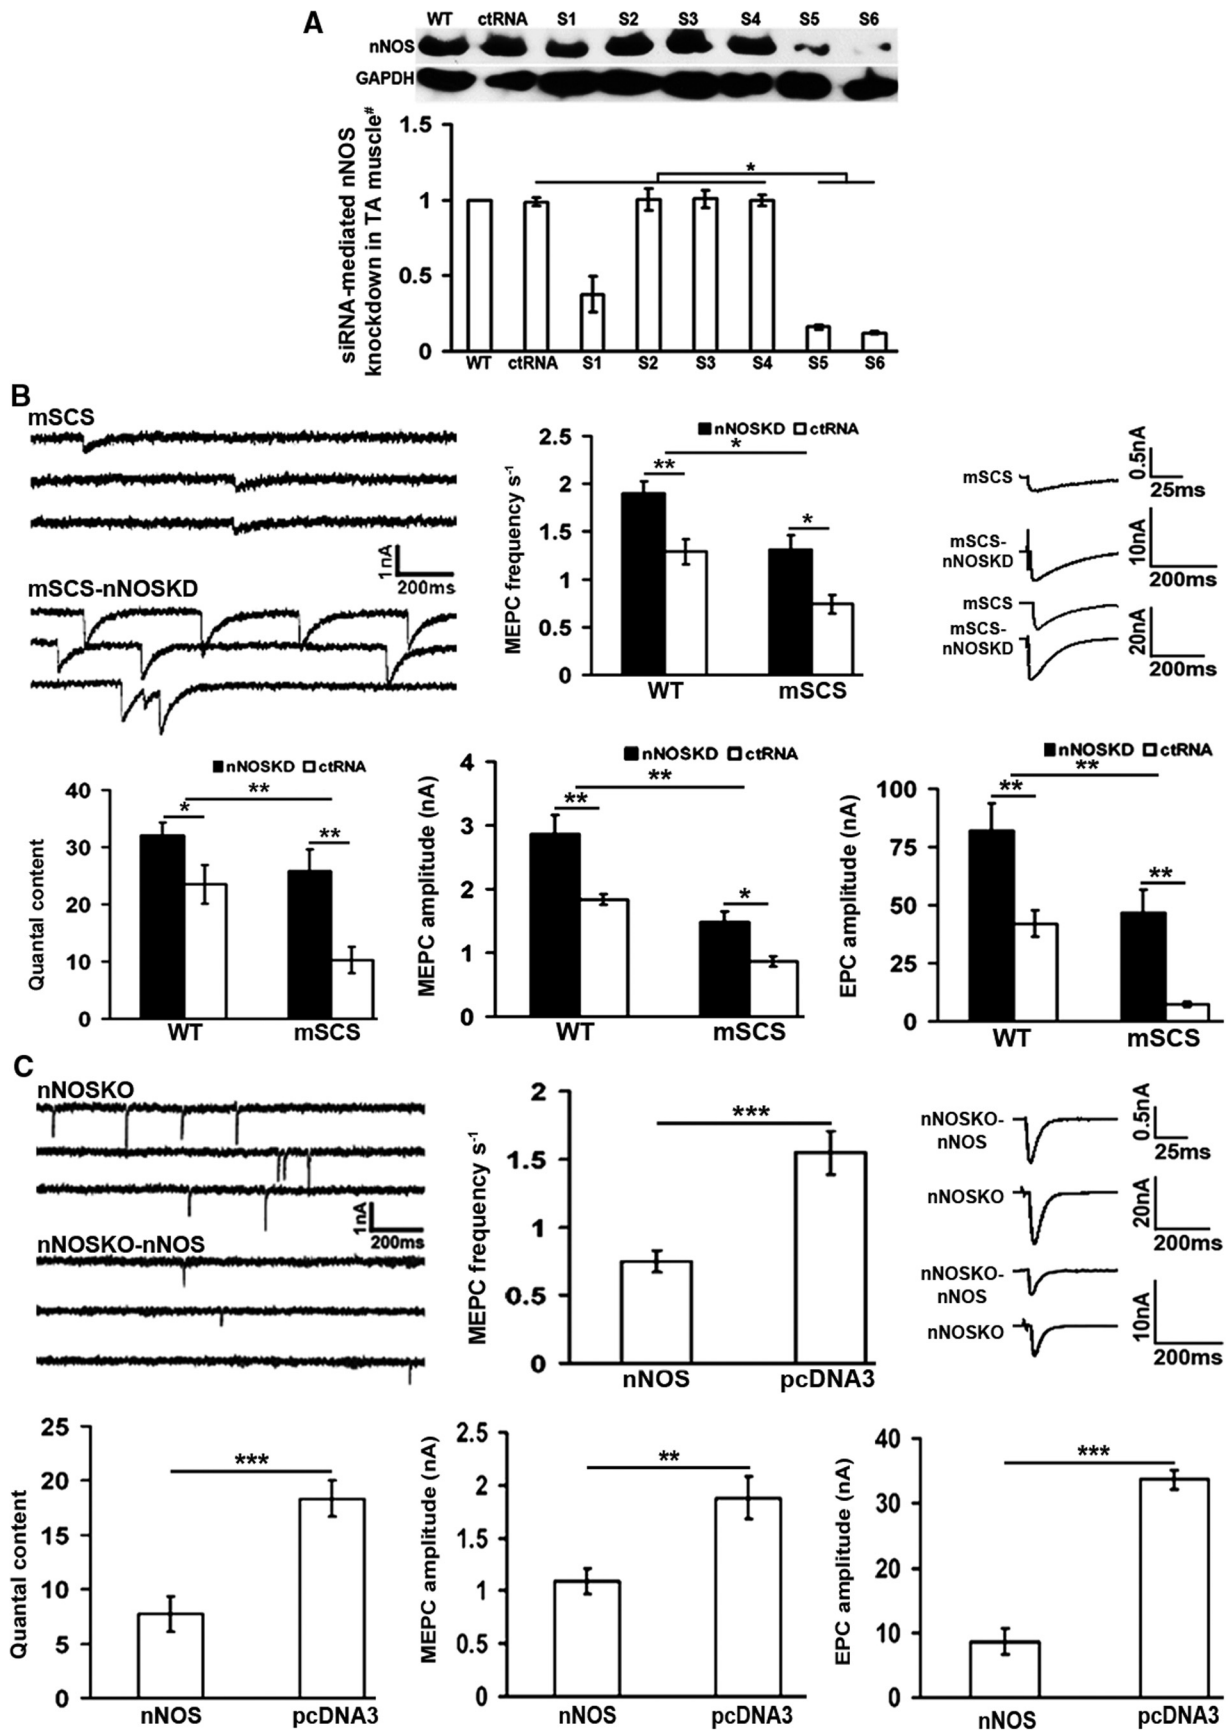 A
WT ctRNA S1 S2 S3 S4 S5 S6
nNOS
GAPDH
siRNA-mediated nNOS
knockdown in TA muscle#
1.5
1
0.5
0
*
WT ctRNA S1 S2 S3 S4 S5 S6
B
mSCS
1nA
200ms
mSCS-nNOSKD
nNOSKD ctRNA
MEPC frequency s-1
2.5
2
1.5
1
0.5
0
*
**
*
WT mSCS
mSCS
0.5nA
25ms
mSCS-
nNOSKD
10nA
200ms
mSCS
mSCS-
nNOSKD
20nA
200ms
nNOSKD ctRNA
Quantal content
40
30
20
10
0
**
*
**
WT mSCS
nNOSKD ctRNA
MEPC amplitude (nA)
4
3
2
1
0
**
**
*
WT mSCS
nNOSKD ctRNA
EPC amplitude (nA)
100
75
50
25
0
**
**
**
WT mSCS
C
nNOSKO
1nA
200ms
nNOSKO-nNOS
MEPC frequency s-1
2
1.5
1
0.5
0
***
nNOS pcDNA3
nNOSKO-
nNOS
0.5nA
25ms
nNOSKO
20nA
200ms
nNOSKO-
nNOS
nNOSKO
10nA
200ms
Quantal content
25
20
15
10
5
0
***
nNOS pcDNA3
MEPC amplitude (nA)
2.5
2
1.5
1
0.5
0
**
nNOS pcDNA3
EPC amplitude (nA)
40
30
20
10
0
***
nNOS pcDNA3